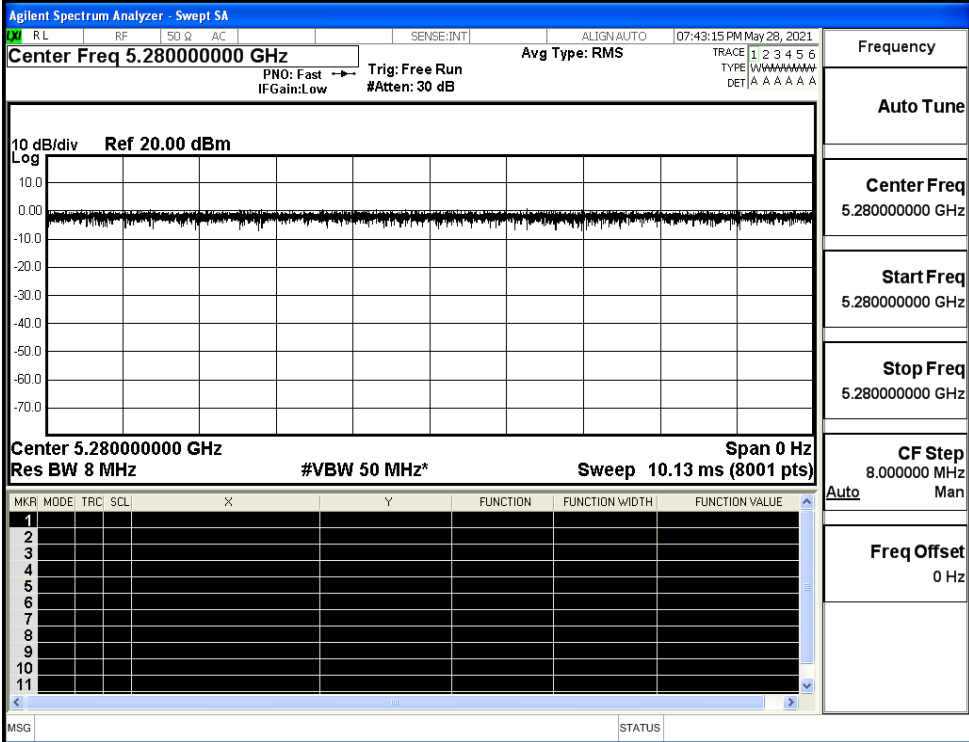 Agilent Spectrum Analyzer - Swept SA
LXI RL RF 50 Ω AC SENSE:INT ALIGN AUTO 07:43:15 PM May 28, 2021
Center Freq 5.280000000 GHz
Avg Type: RMS
TRACE 1 2 3 4 5 6
TYPE WWWWWW
DET A A A A A A
PNO: Fast
IFGain:Low
Trig: Free Run
#Atten: 30 dB
10 dB/div Ref 20.00 dBm
Log
10.0
0.00
-10.0
-20.0
-30.0
-40.0
-50.0
-60.0
-70.0
Center 5.280000000 GHz Span 0 Hz
Res BW 8 MHz #VBW 50 MHz* Sweep 10.13 ms (8001 pts)
MKR MODE TRC SCL X Y FUNCTION FUNCTION WIDTH FUNCTION VALUE
1
2
3
4
5
6
7
8
9
10
11
MSG STATUS
Frequency
Auto Tune
Center Freq
5.280000000 GHz
Start Freq
5.280000000 GHz
Stop Freq
5.280000000 GHz
CF Step
8.000000 MHz
Auto Man
Freq Offset
0 Hz